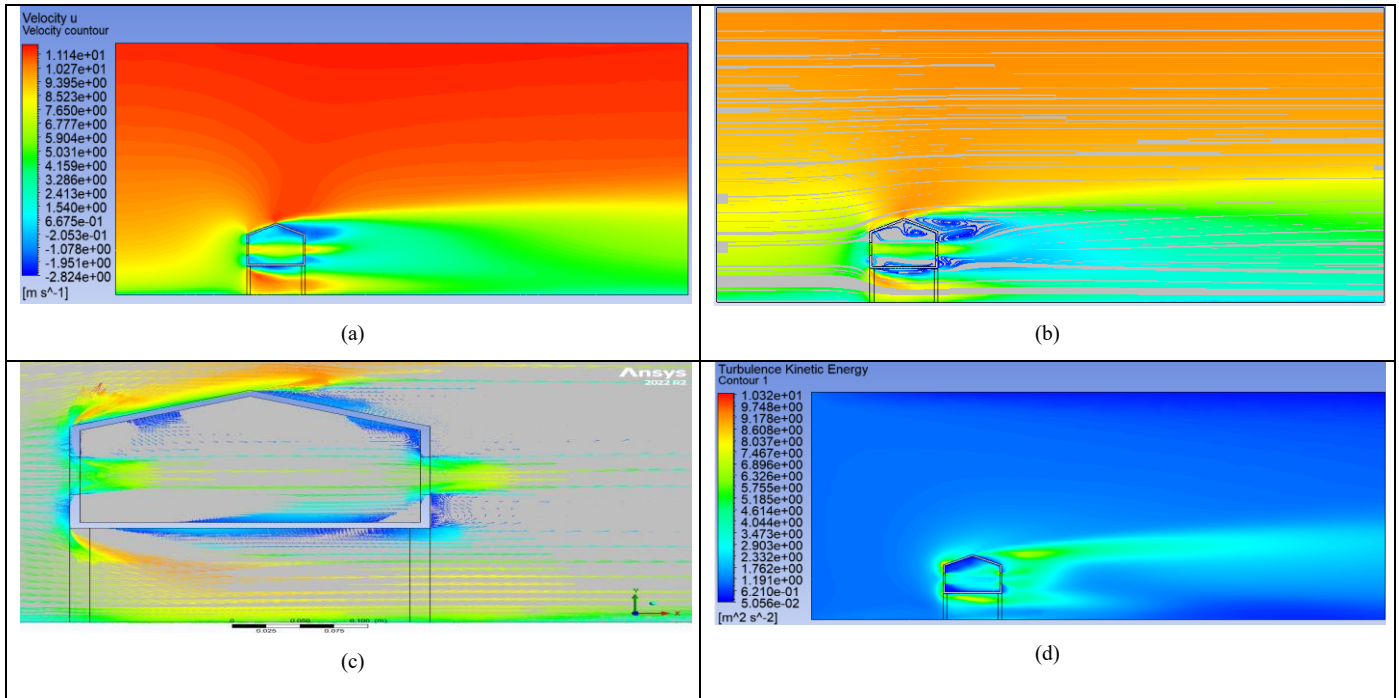 Velocity u
Velocity countour
1.114e+01
1.027e+01
9.395e+00
8.523e+00
7.650e+00
6.777e+00
5.904e+00
5.031e+00
4.159e+00
3.286e+00
2.413e+00
1.540e+00
6.675e-01
-2.053e-01
-1.078e+00
-1.951e+00
-2.824e+00
[m s^-1]
(a)
(b)
Ansys
2022 R2
Y
X
0.100 (m)
0.025
0.075
(c)
Turbulence Kinetic Energy
Contour 1
1.032e+01
9.748e+00
9.178e+00
8.608e+00
8.037e+00
7.467e+00
6.896e+00
6.326e+00
5.755e+00
5.185e+00
4.614e+00
4.044e+00
3.473e+00
2.903e+00
2.332e+00
1.762e+00
1.191e+00
6.210e-01
5.056e-02
[m^2 s^-2]
(d)